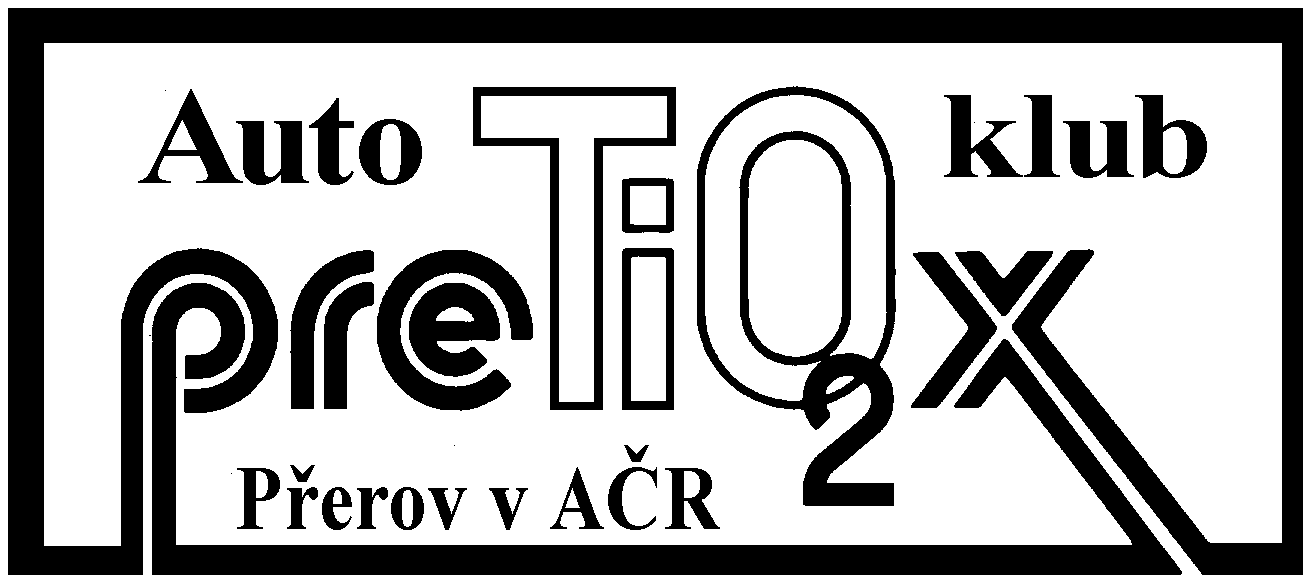 Auto klub
preTiO2x
Přerov v AČR